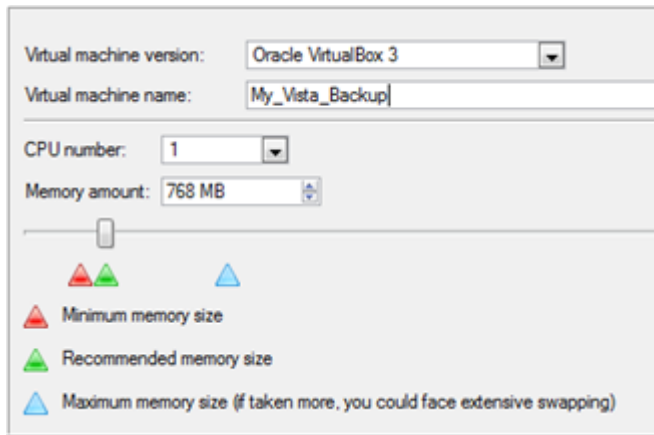 Virtual machine version: Oracle VirtualBox 3
Virtual machine name: My_Vista_Backup
CPU number: 1
Memory amount: 768 MB
Minimum memory size
Recommended memory size
Maximum memory size (if taken more, you could face extensive swapping)